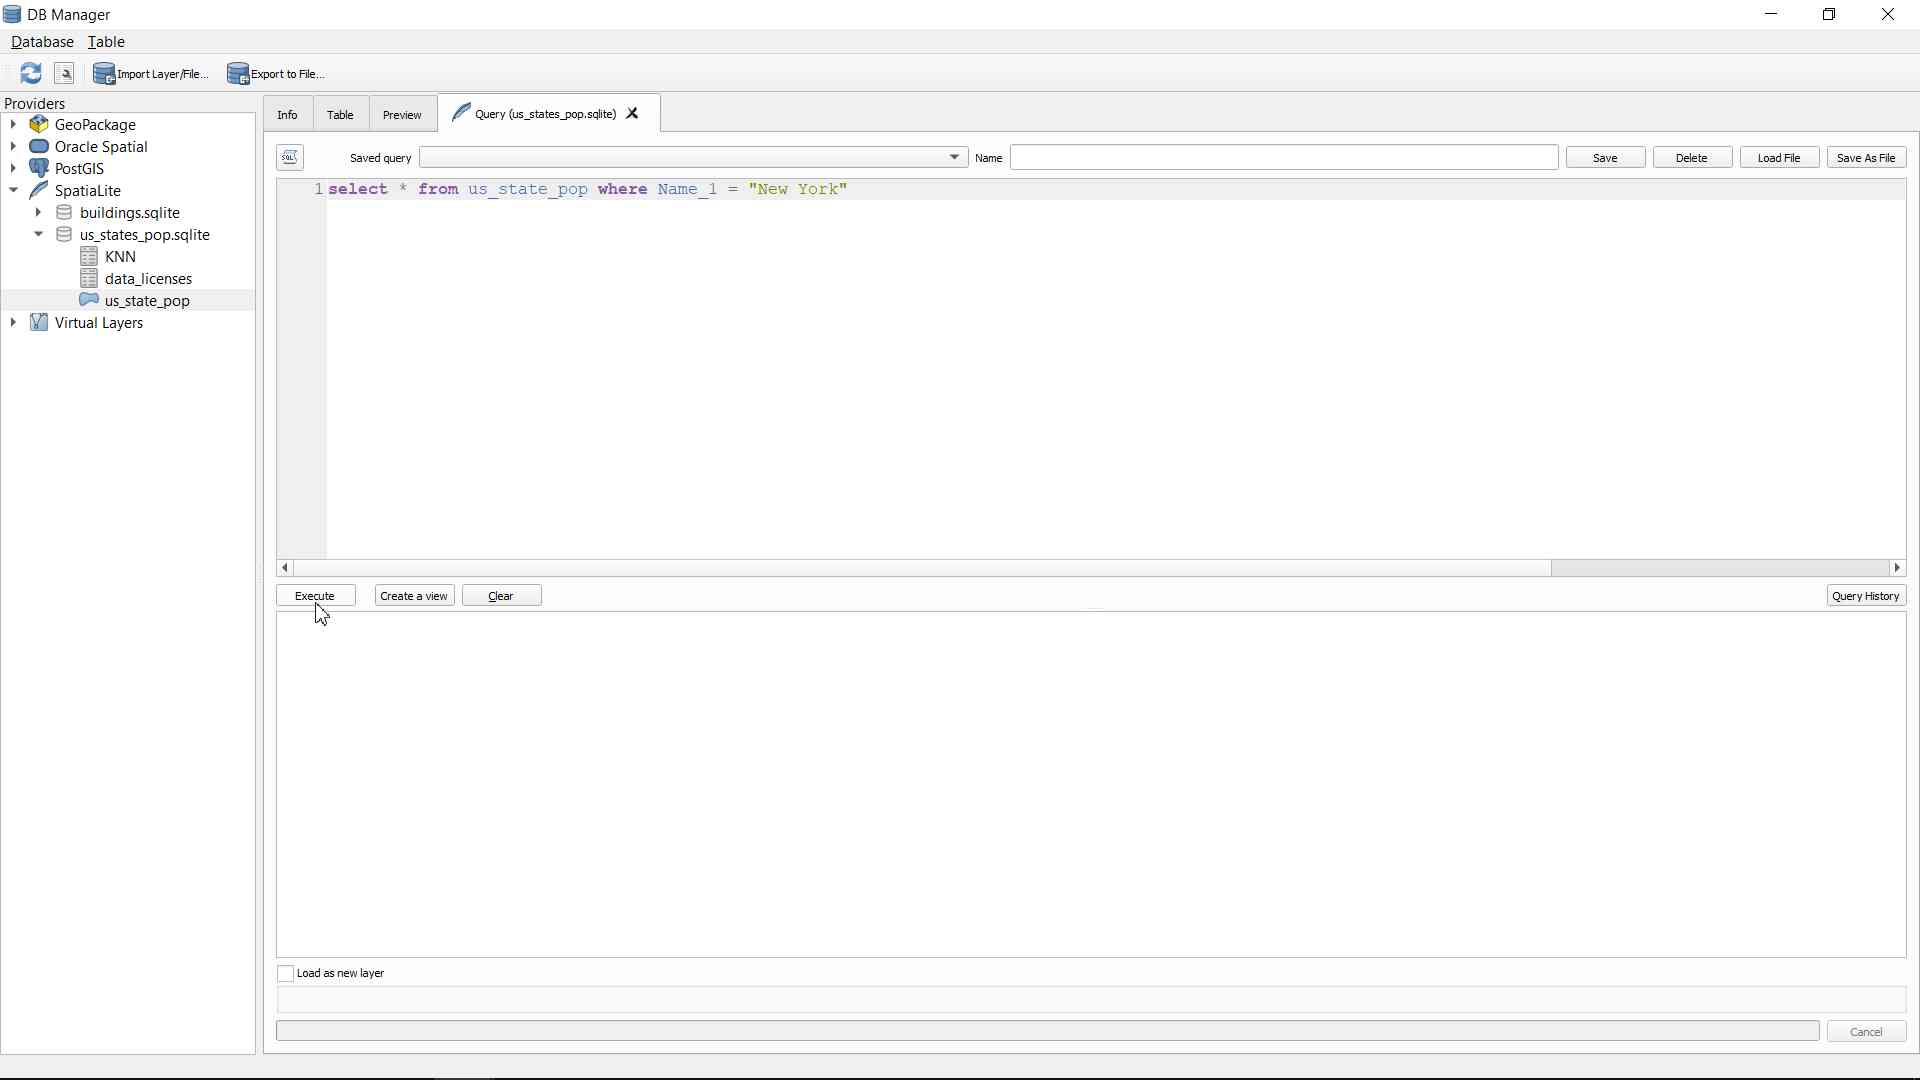 DB Manager
Database Table
Import Layer/File... Export to File...
Providers
GeoPackage
Oracle Spatial
PostGIS
SpatiaLite
buildings.sqlite
us_states_pop.sqlite
KNN
data_licenses
us_state_pop
Virtual Layers
Info Table Preview Query (us_states_pop.sqlite)
SQL Saved query Name Save Delete Load File Save As File
1 select * from us_state_pop where Name_1 = "New York"
Execute Create a view Clear Query History
Load as new layer
Cancel